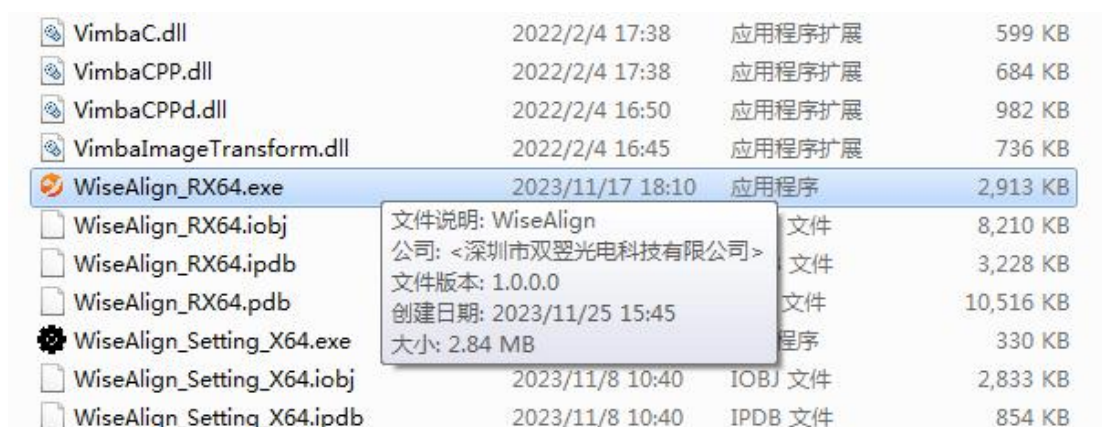 VimbaC.dll 2022/2/4 17:38 应用程序扩展 599 KB
VimbaCPP.dll 2022/2/4 17:38 应用程序扩展 684 KB
VimbaCPPd.dll 2022/2/4 16:50 应用程序扩展 982 KB
VimbaImageTransform.dll 2022/2/4 16:45 应用程序扩展 736 KB
WiseAlign_RX64.exe 2023/11/17 18:10 应用程序 2,913 KB
WiseAlign_RX64.iobj 文件 8,210 KB
WiseAlign_RX64.ipdb 文件 3,228 KB
WiseAlign_RX64.pdb 文件 10,516 KB
WiseAlign_Setting_X64.exe 程序 330 KB
文件说明: WiseAlign
公司: <深圳市双翌光电科技有限公司>
文件版本: 1.0.0.0
创建日期: 2023/11/25 15:45
大小: 2.84 MB
WiseAlign_Setting_X64.iobj 2023/11/8 10:40 IOBJ 文件 2,833 KB
WiseAlign_Setting_X64.ipdb 2023/11/8 10:40 IPDB 文件 854 KB